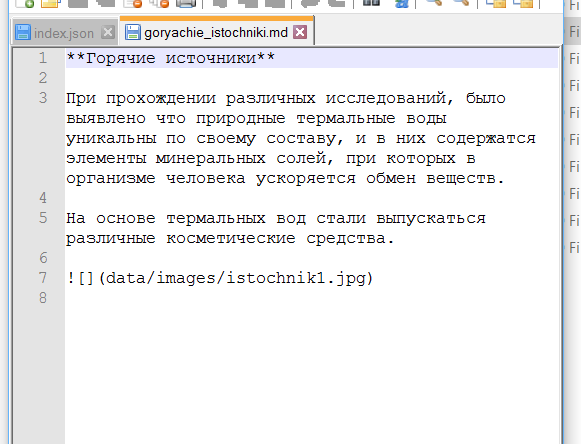 index.json
goryachie_istochniki.md
1 **Горячие источники**
2
3 При прохождении различных исследований, было
выявлено что природные термальные воды
уникальны по своему составу, и в них содержатся
элементы минеральных солей, при которых в
организме человека ускоряется обмен веществ.
4
5 На основе термальных вод стали выпускаться
различные косметические средства.
6
7 ![](data/images/istochnik1.jpg)
8
Fi
Fi
Fi
Fi
Fi
Fi
Fi
Fi
Fi
Fi